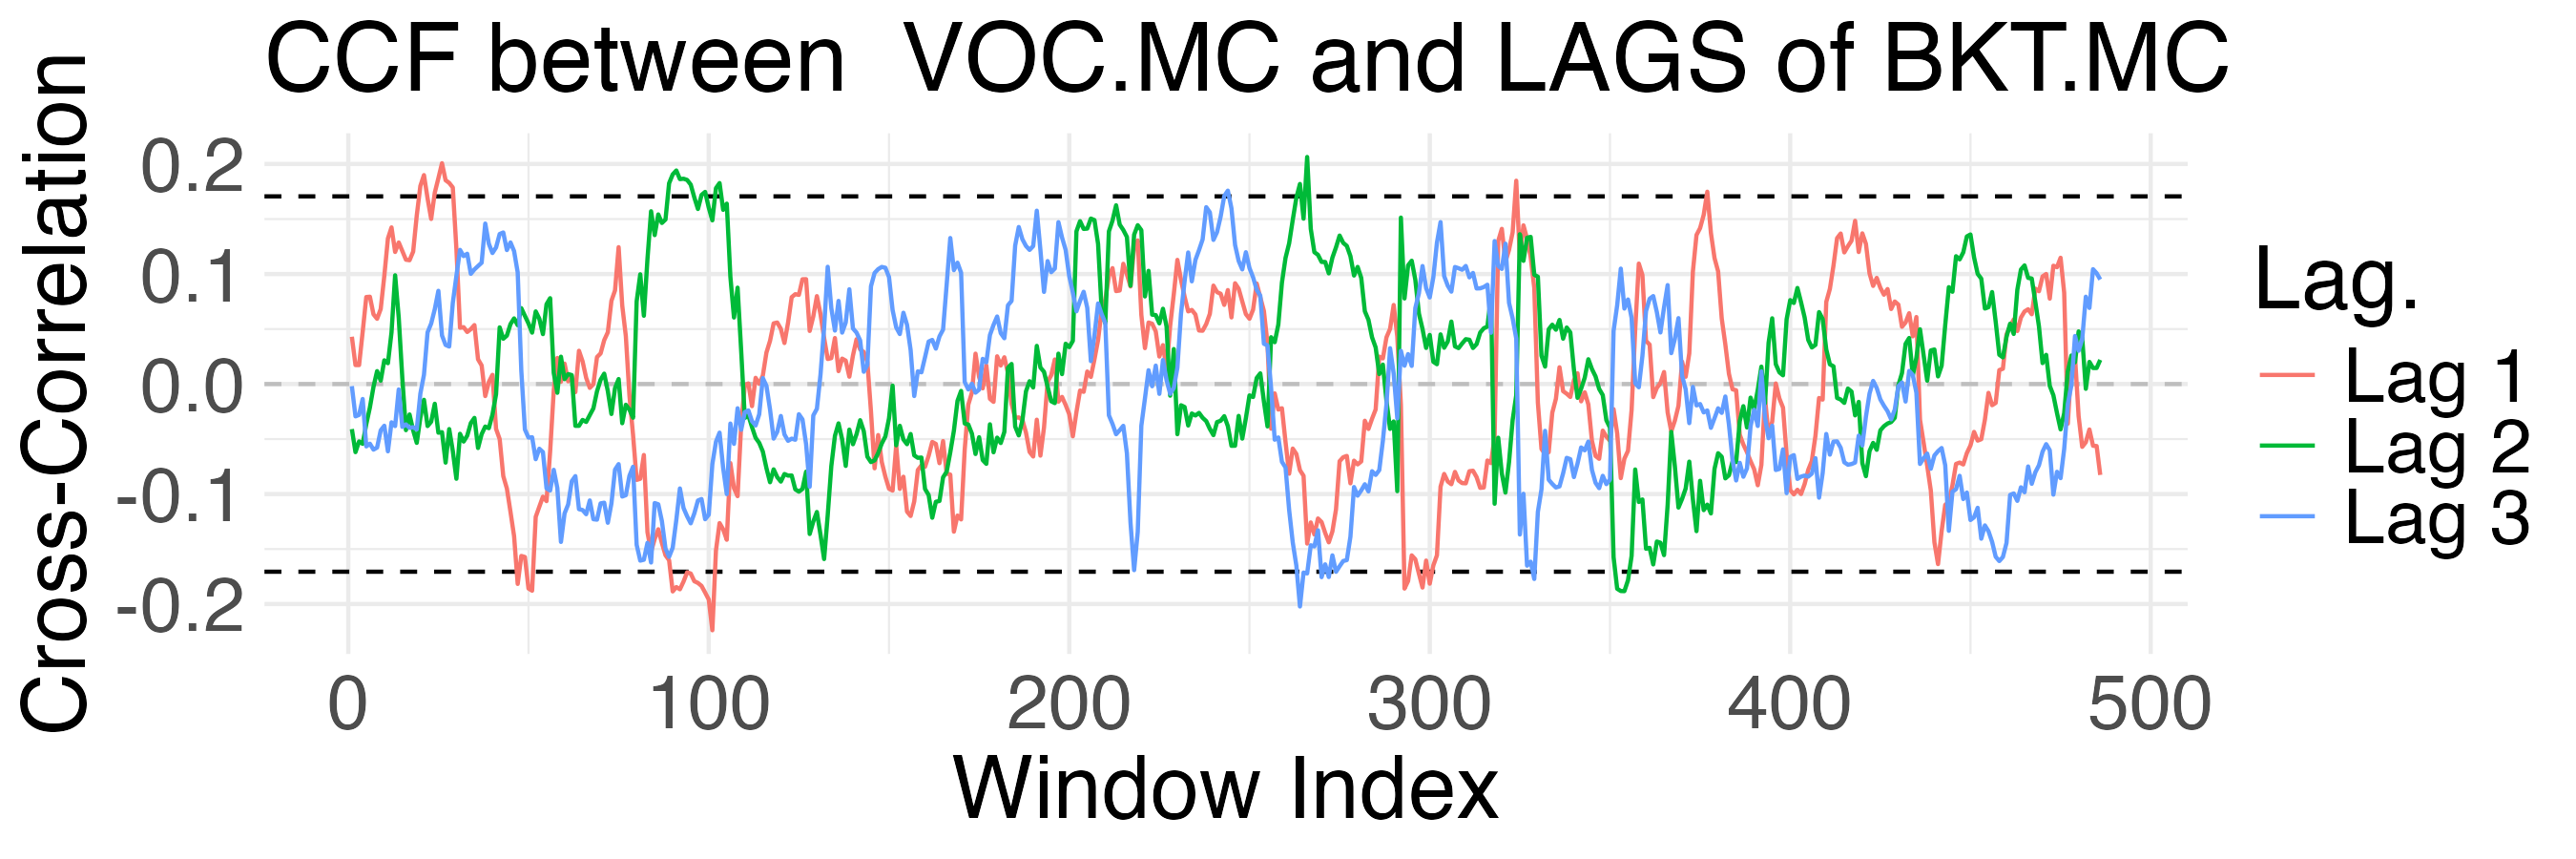 CCF between  VOC.MC and LAGS of BKT.MC
Cross-Correlation
0.2
0.1
0.0
-0.1
-0.2
0 100 200 300 400 500
Window Index
Lag.
Lag 1
Lag 2
Lag 3